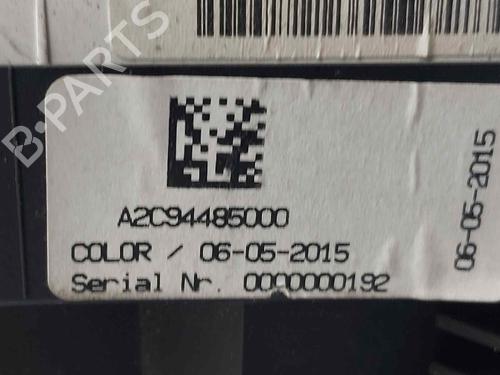 B-PARTS
A2C94485000
COLOR / 06-05-2015
Serial Nr. 0000000192
06-05-2015